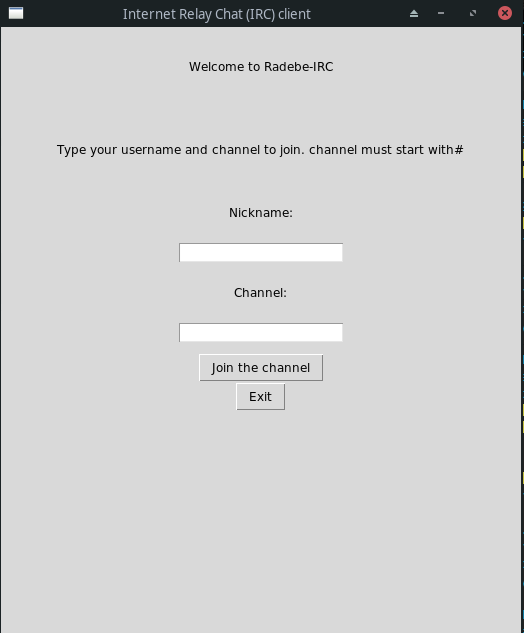 Internet Relay Chat (IRC) client
Welcome to Radebe-IRC
Type your username and channel to join. channel must start with#
Nickname:
Channel:
Join the channel
Exit